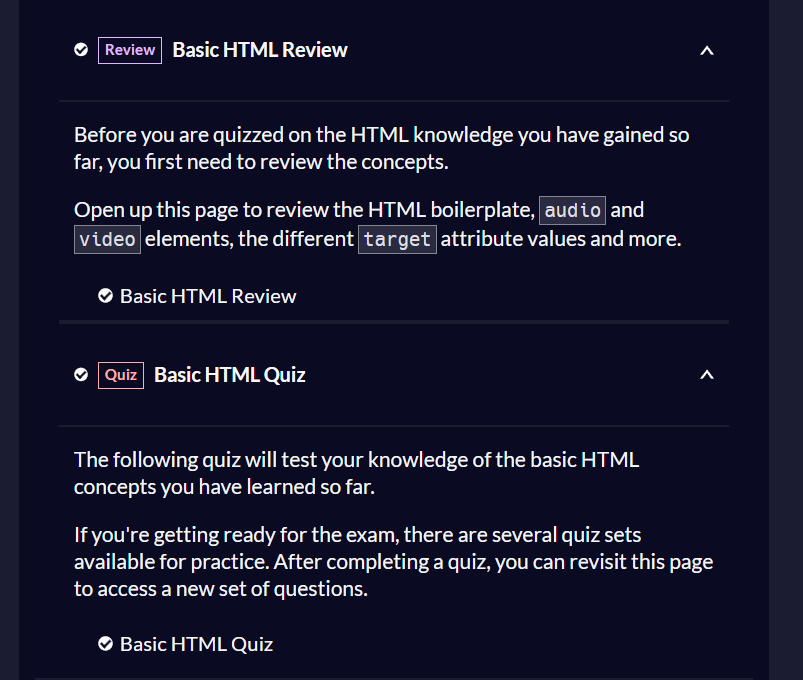 Review Basic HTML Review
Before you are quizzed on the HTML knowledge you have gained so
far, you first need to review the concepts.
Open up this page to review the HTML boilerplate, audio and
video elements, the different target attribute values and more.
Basic HTML Review
Quiz Basic HTML Quiz
The following quiz will test your knowledge of the basic HTML
concepts you have learned so far.
If you're getting ready for the exam, there are several quiz sets
available for practice. After completing a quiz, you can revisit this page
to access a new set of questions.
Basic HTML Quiz